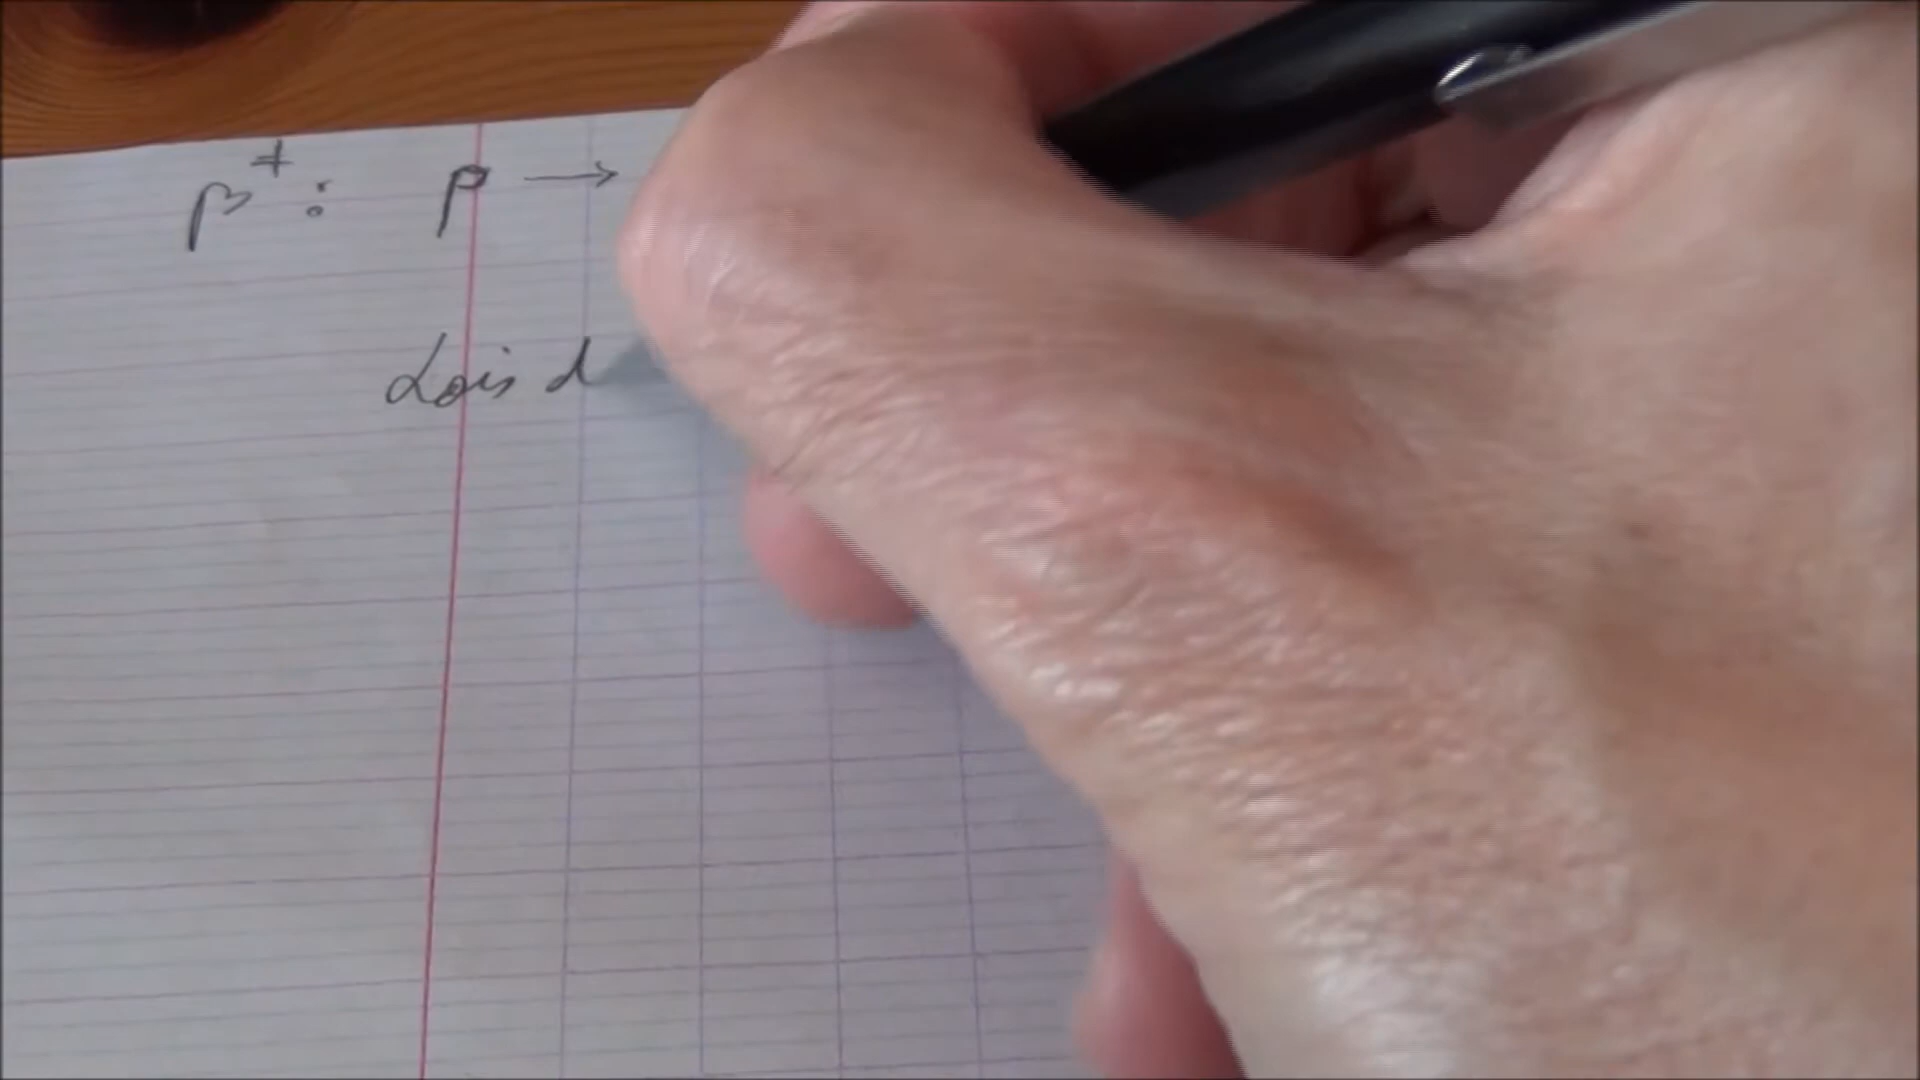 β⁺ : p →
Lois d